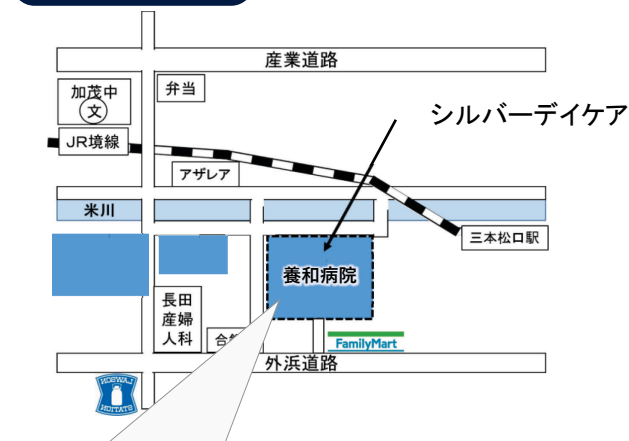 産業道路
加茂中
文
弁当
シルバーデイケア
JR境線
アザレア
米川
三本松口駅
養和病院
長田
産婦
人科
FamilyMart
外浜道路
LAWSON
STATION